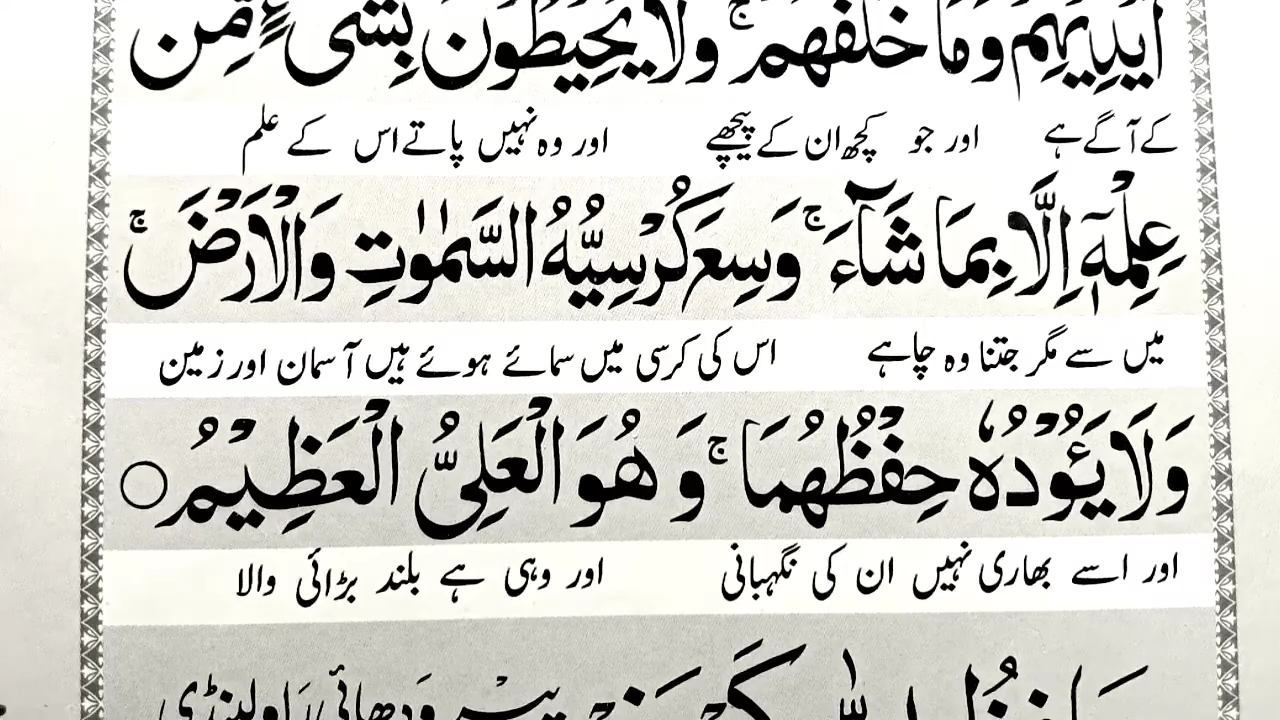 اَيْدِيْهِمْ وَمَا خَلْفَهُمْ ۚ وَلَا يُحِيْطُوْنَ بِشَىْءٍ مِّنْ
کے آگے ہے اور جو کچھ ان کے پیچھے اور وہ نہیں پاتے اس کے علم
عِلْمِهٖۤ اِلَّا بِمَا شَآءَ ۚ وَسِعَ كُرْسِيُّهُ السَّمٰوٰتِ وَالْاَرْضَ ۚ
میں سے مگر جتنا وہ چاہے اس کی کرسی میں سمائے ہوئے ہیں آسمان اور زمین
وَلَا يَـُٔوْدُهٗ حِفْظُهُمَا ۚ وَهُوَ الْعَلِىُّ الْعَظِيْمُ ○
اور اسے بھاری نہیں ان کی نگہبانی اور وہی ہے بلند بڑائی والا
راولپنڈی